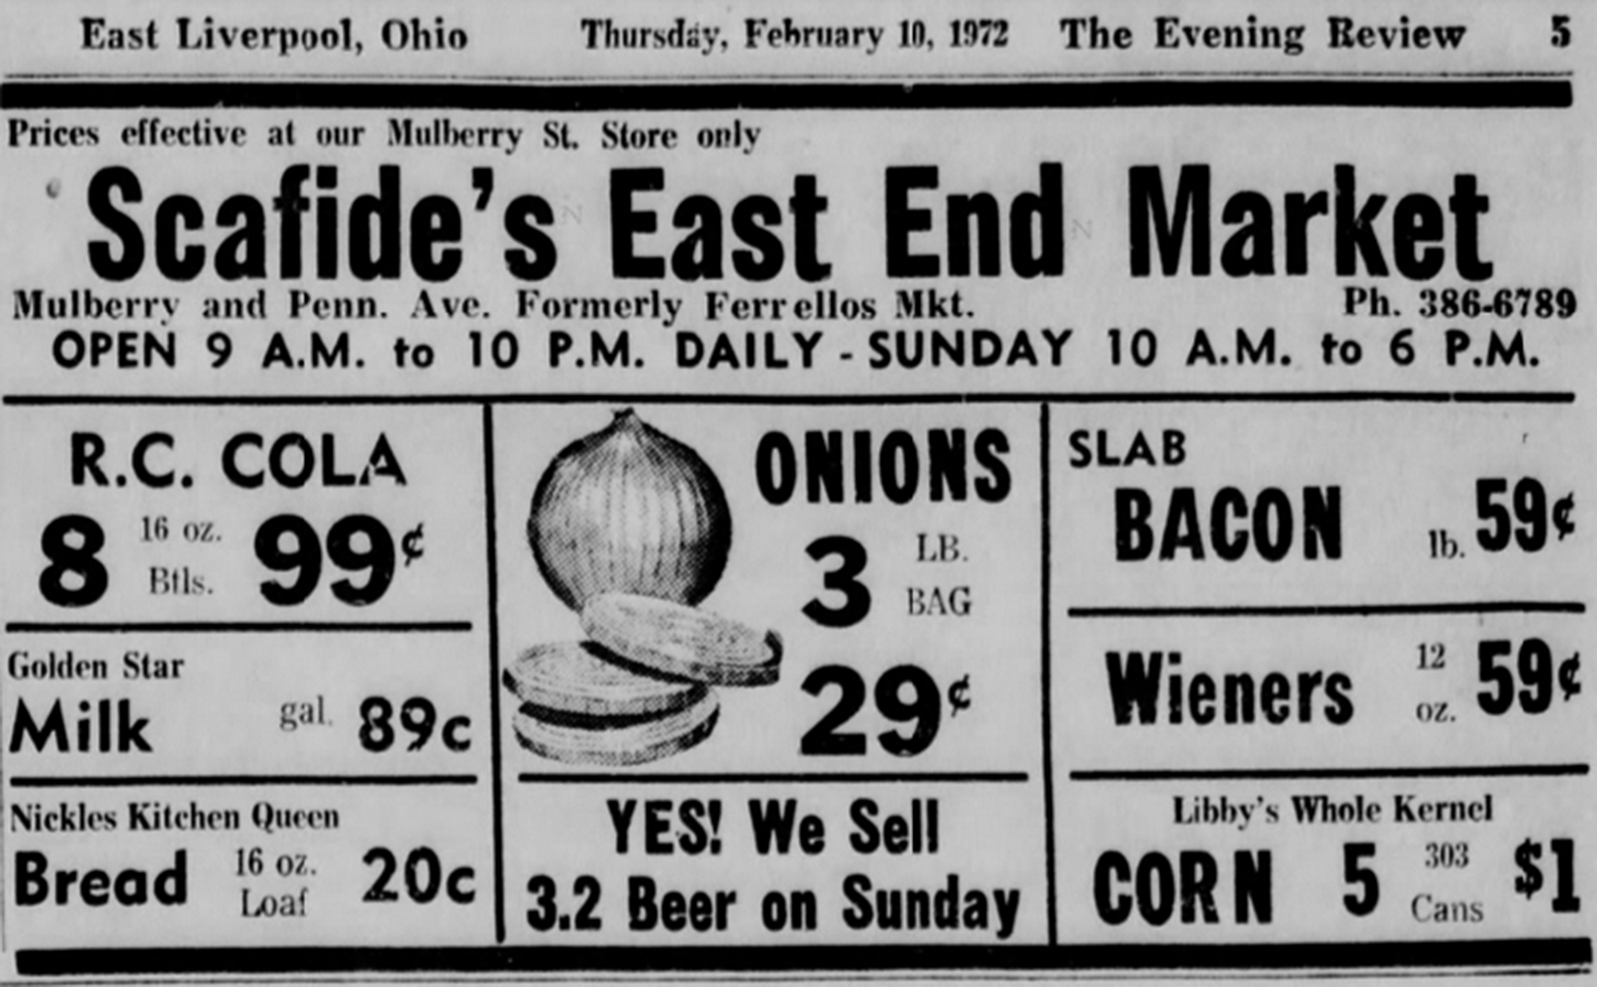 East Liverpool, Ohio Thursday, February 10, 1972 The Evening Review 5
Prices effective at our Mulberry St. Store only
Scafide's East End Market
Mulberry and Penn. Ave. Formerly Ferrellos Mkt. Ph. 386-6789
OPEN 9 A.M. to 10 P.M. DAILY - SUNDAY 10 A.M. to 6 P.M.
R.C. COLA
8 16 oz. Btls. 99¢
Golden Star
Milk gal. 89c
Nickles Kitchen Queen
Bread 16 oz. Loaf 20c
ONIONS
3 LB. BAG
29¢
YES! We Sell
3.2 Beer on Sunday
SLAB
BACON lb. 59¢
Wieners 12 oz. 59¢
Libby's Whole Kernel
CORN 5 303 Cans $1